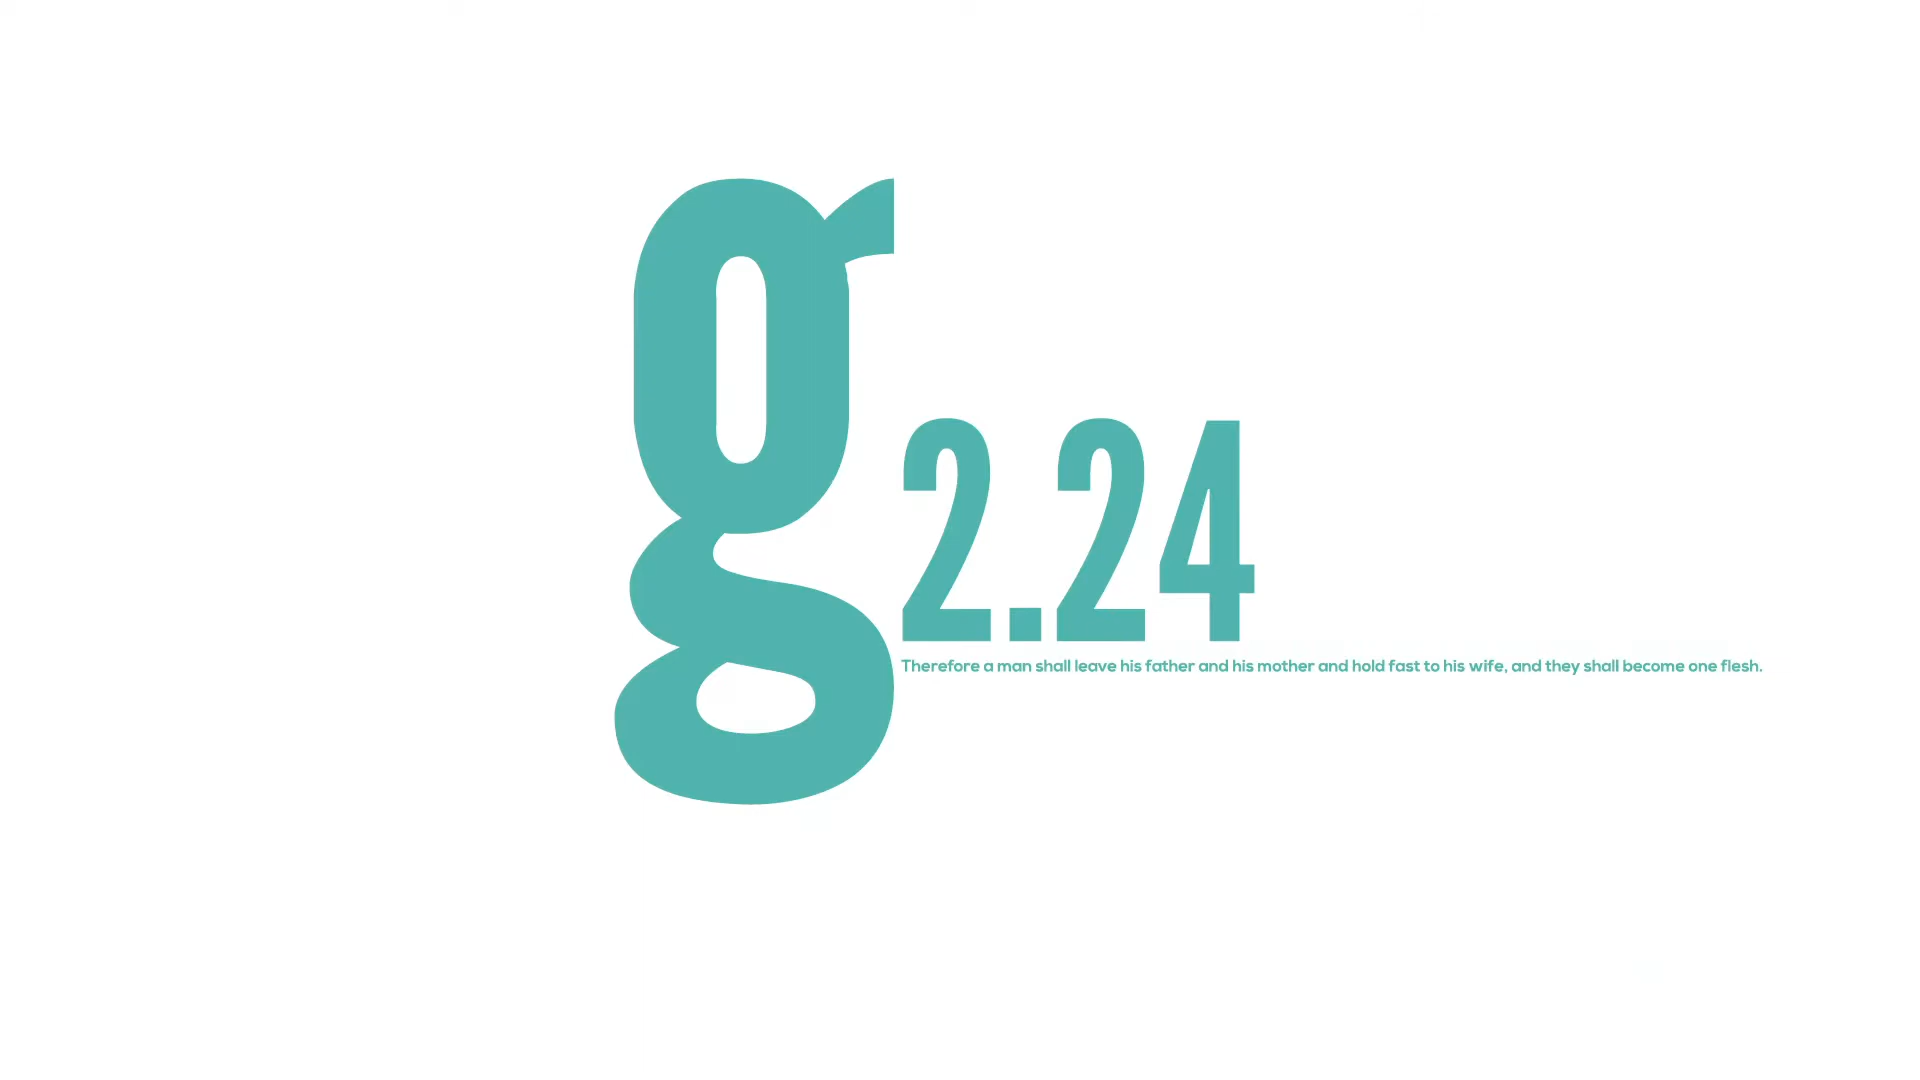 g
2.24
Therefore a man shall leave his father and his mother and hold fast to his wife, and they shall become one flesh.